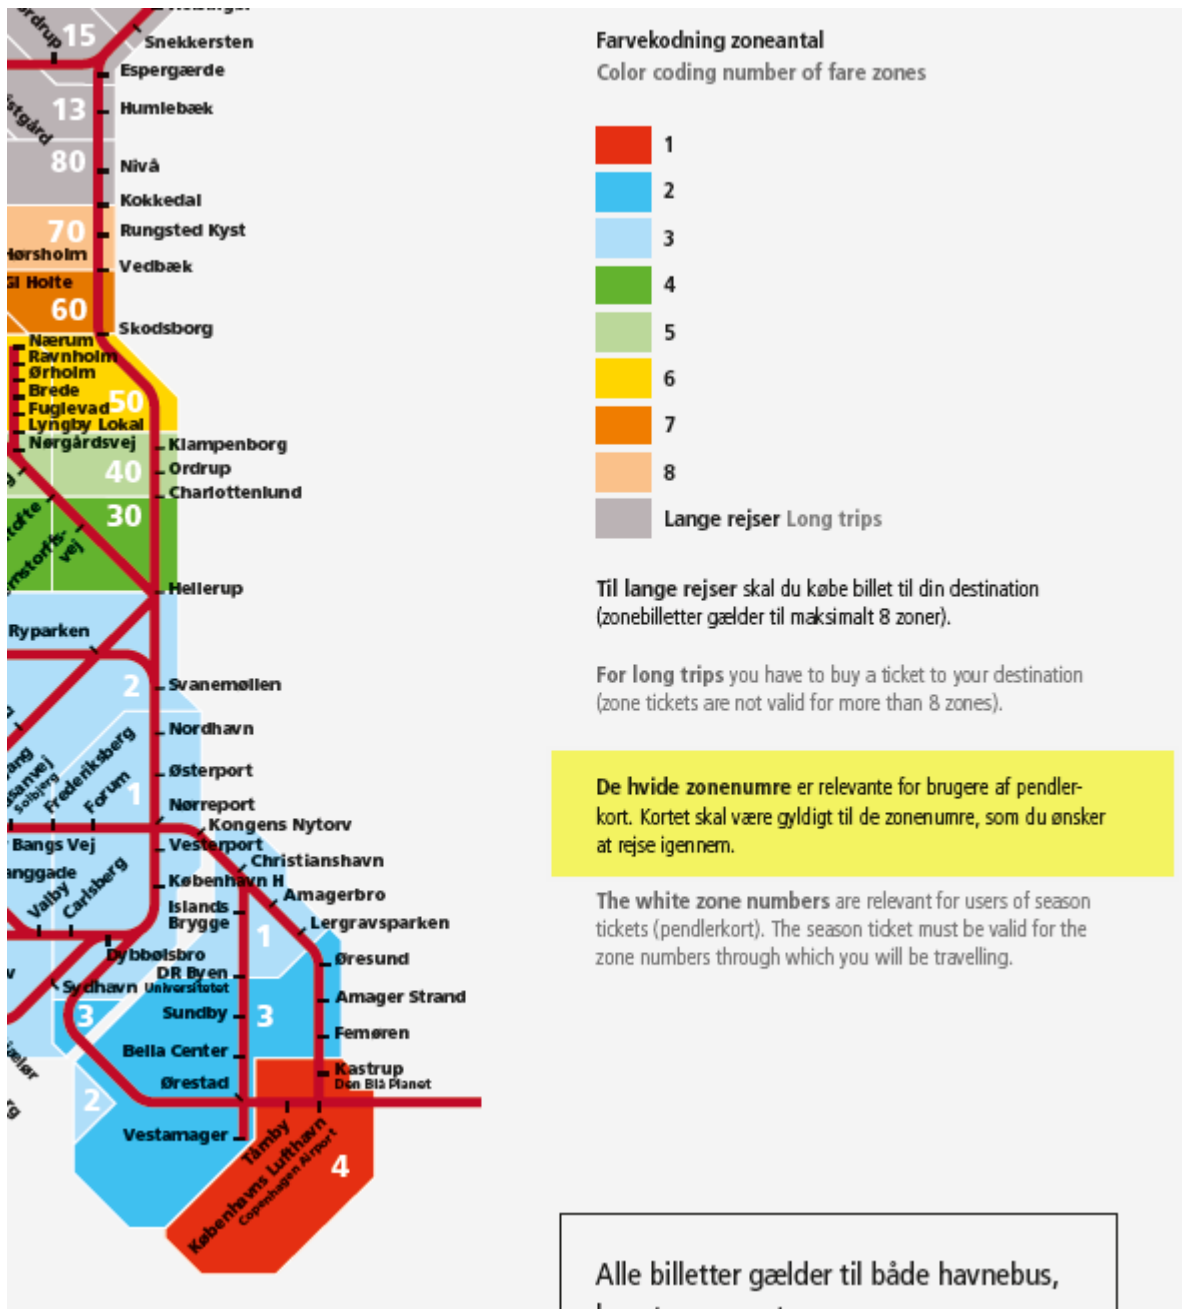 15
Snekkersten
Espergærde
13
Humlebæk
80
Nivå
Kokkedal
70
Rungsted Kyst
Hørsholm
Vedbæk
Gl Holte
60
Skodsborg
Nærum
Ravnholm
Ørholm
Brede
50
Fuglevad
Lyngby Lokal
Nørgårdsvej
Klampenborg
40
Ordrup
Charlottenlund
30
Hellerup
Ryparken
2
Svanemøllen
Nordhavn
Frederiksberg
Solbjerg
Forum
1
Østerport
Nørreport
Kongens Nytorv
Bangs Vej
Vesterport
Christianshavn
København H
Valby
Carlsberg
Amagerbro
Islands
Brygge
1
Lergravsparken
Dybbølsbro
Øresund
DR Byen
Universitetet
Sydhavn
Amager Strand
3
Sundby
3
Femøren
Bella Center
Kastrup
Den Blå Planet
Ørestad
2
Vestamager
Tårnby
Københavns Lufthavn
Copenhagen Airport
4
Farvekodning zoneantal
Color coding number of fare zones
1
2
3
4
5
6
7
8
Lange rejser Long trips
Til lange rejser skal du købe billet til din destination
(zonebilletter gælder til maksimalt 8 zoner).
For long trips you have to buy a ticket to your destination
(zone tickets are not valid for more than 8 zones).
De hvide zonenumre er relevante for brugere af pendler-
kort. Kortet skal være gyldigt til de zonenumre, som du ønsker
at rejse igennem.
The white zone numbers are relevant for users of season
tickets (pendlerkort). The season ticket must be valid for the
zone numbers through which you will be travelling.
Alle billetter gælder til både havnebus,